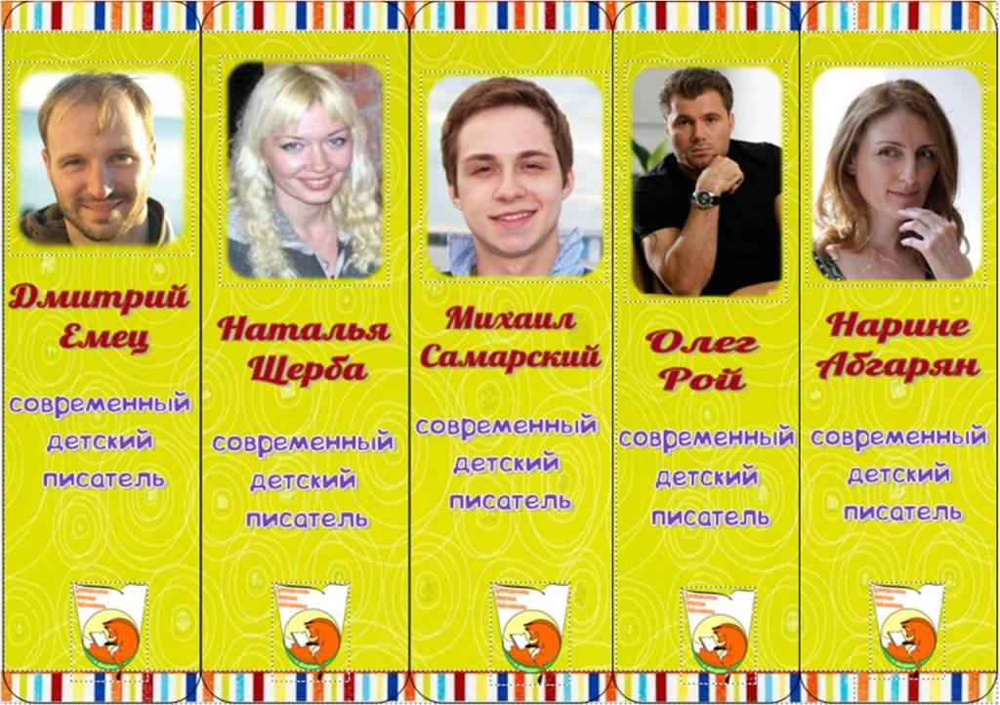 Дмитрий
Емец
современный
детский
писатель
Наталья
Щерба
современный
детский
писатель
Михаил
Самарский
современный
детский
писатель
Олег
Рой
современный
детский
писатель
Нарине
Абгарян
современный
детский
писатель